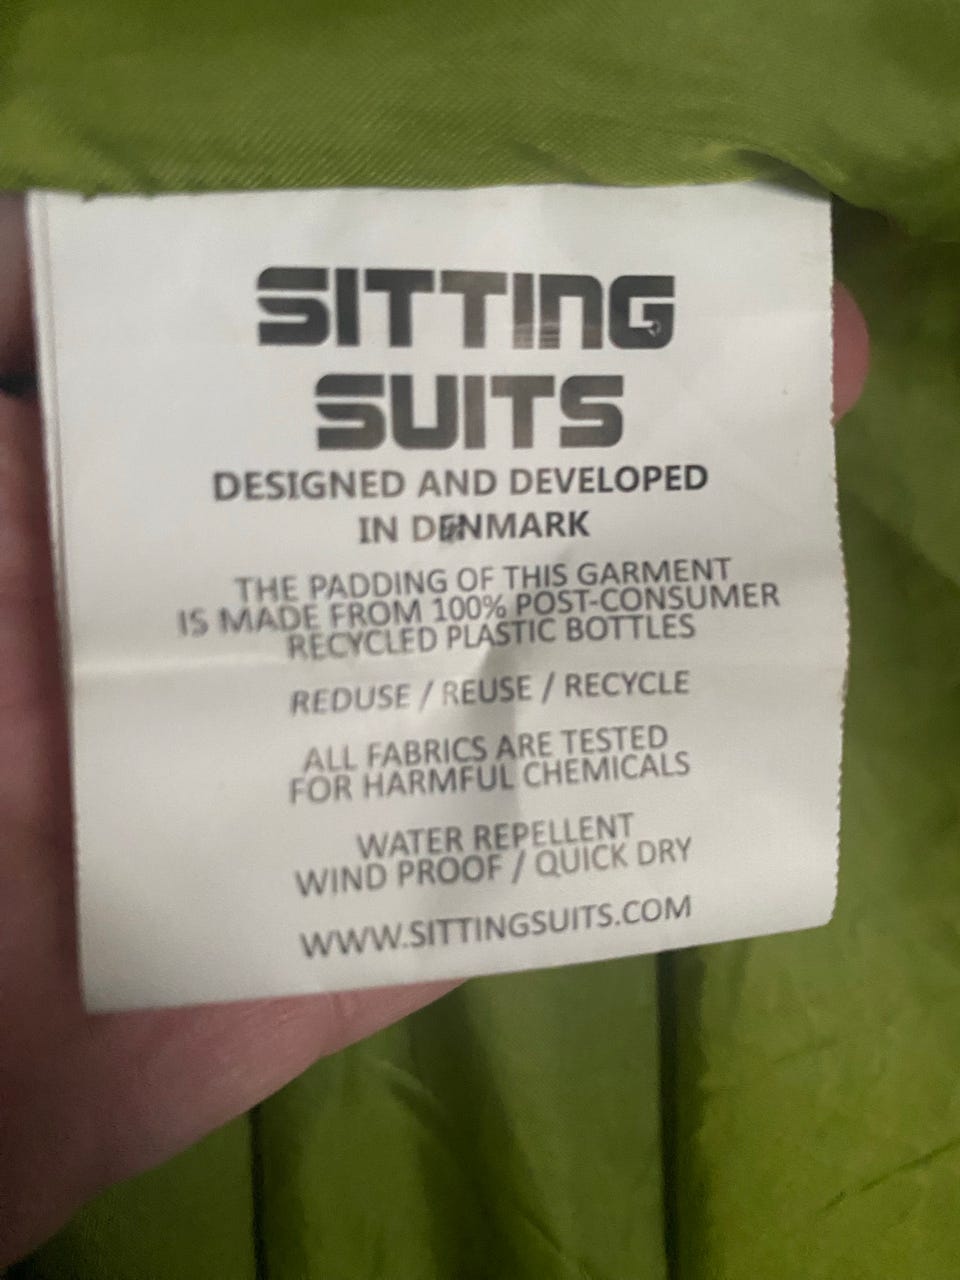 SITTING
SUITS
DESIGNED AND DEVELOPED
IN DENMARK
THE PADDING OF THIS GARMENT
IS MADE FROM 100% POST-CONSUMER
RECYCLED PLASTIC BOTTLES
REDUSE / REUSE / RECYCLE
ALL FABRICS ARE TESTED
FOR HARMFUL CHEMICALS
WATER REPELLENT
WIND PROOF / QUICK DRY
WWW.SITTINGSUITS.COM